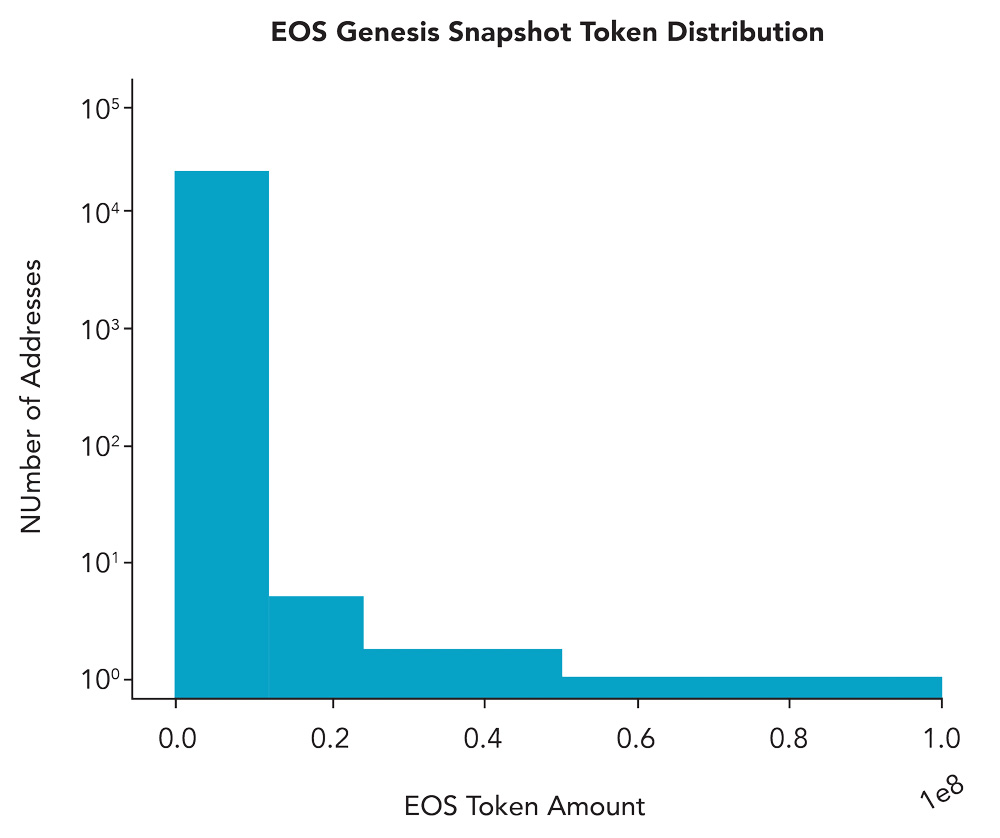 EOS Genesis Snapshot Token Distribution
NUmber of Addresses
10⁵
10⁴
10³
10²
10¹
10⁰
0.0 0.2 0.4 0.6 0.8 1.0
1e8
EOS Token Amount